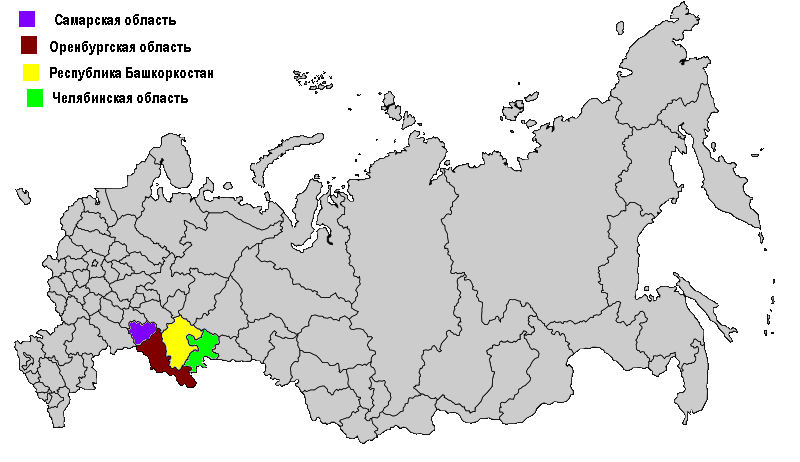 Самарская область
Оренбургская область
Республика Башкоркостан
Челябинская область